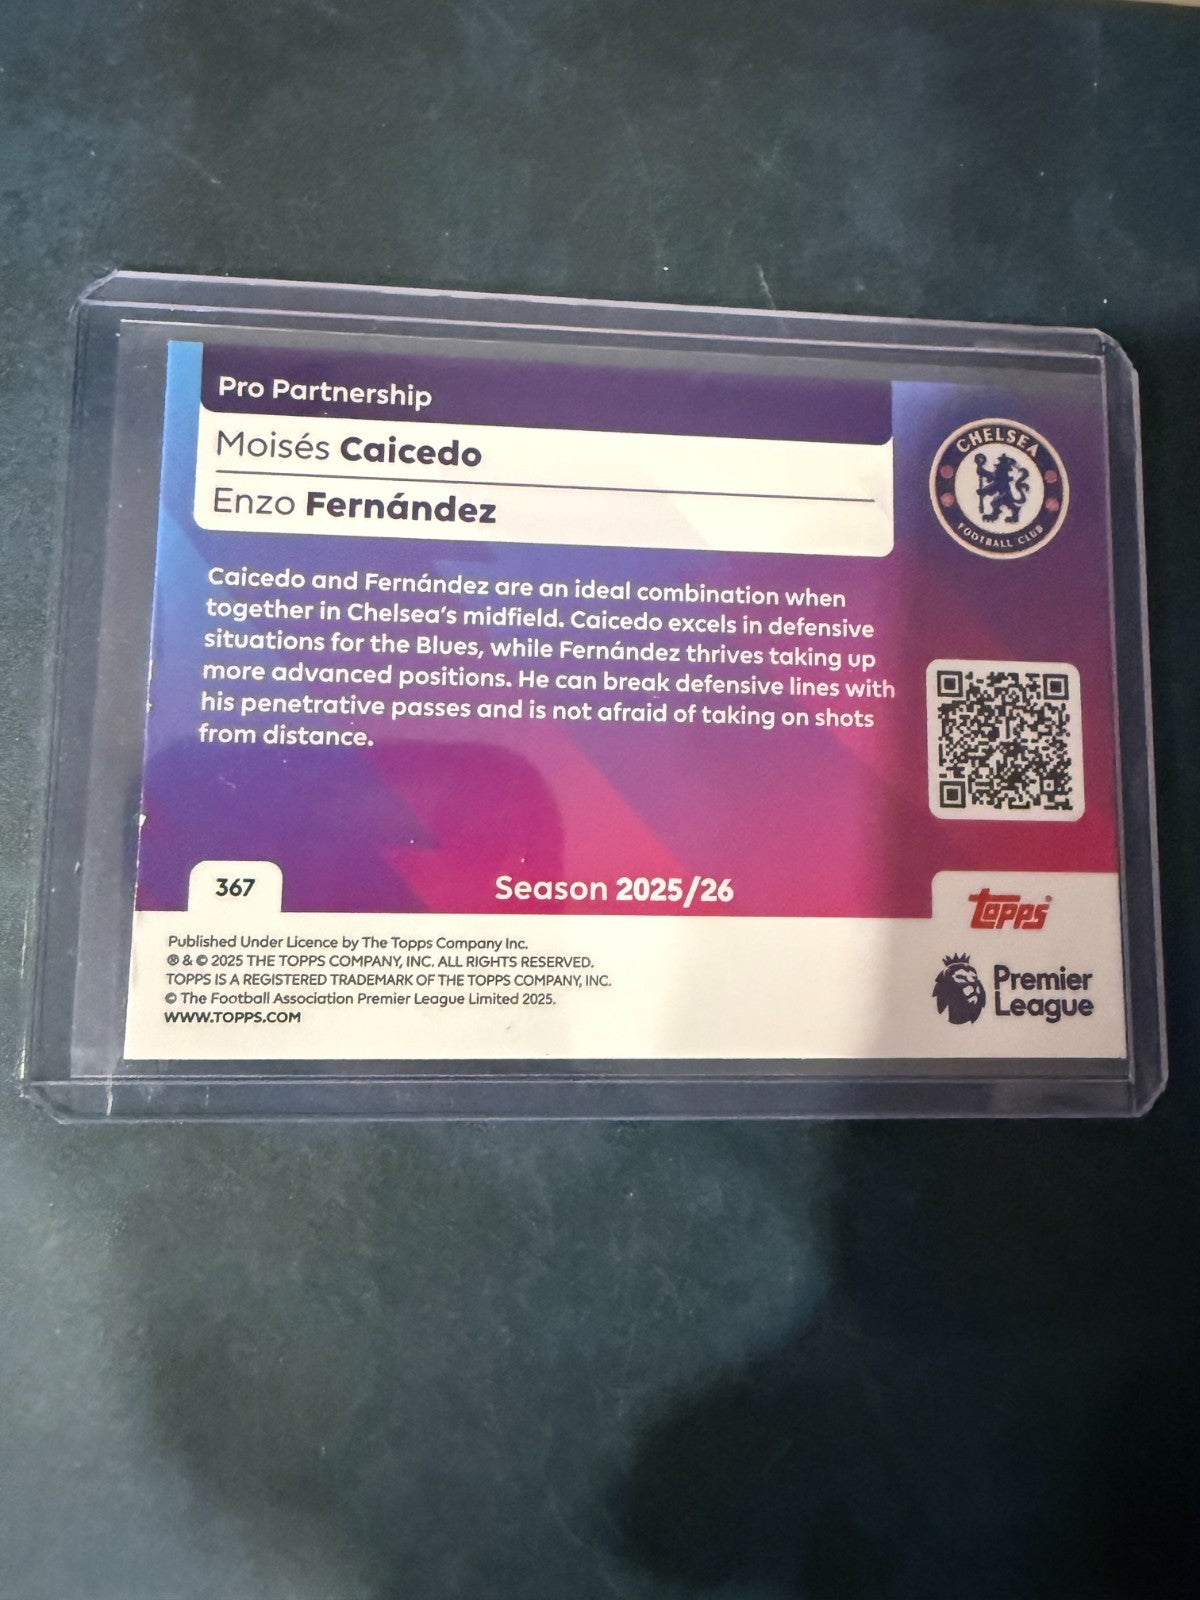 Pro Partnership
Moisés Caicedo
Enzo Fernández
CHELSEA
FOOTBALL CLUB
Caicedo and Fernández are an ideal combination when
together in Chelsea's midfield. Caicedo excels in defensive
situations for the Blues, while Fernández thrives taking up
more advanced positions. He can break defensive lines with
his penetrative passes and is not afraid of taking on shots
from distance.
367
Season 2025/26
Topps
Published Under Licence by The Topps Company Inc.
® & © 2025 THE TOPPS COMPANY, INC. ALL RIGHTS RESERVED.
TOPPS IS A REGISTERED TRADEMARK OF THE TOPPS COMPANY, INC.
© The Football Association Premier League Limited 2025.
WWW.TOPPS.COM
Premier
League